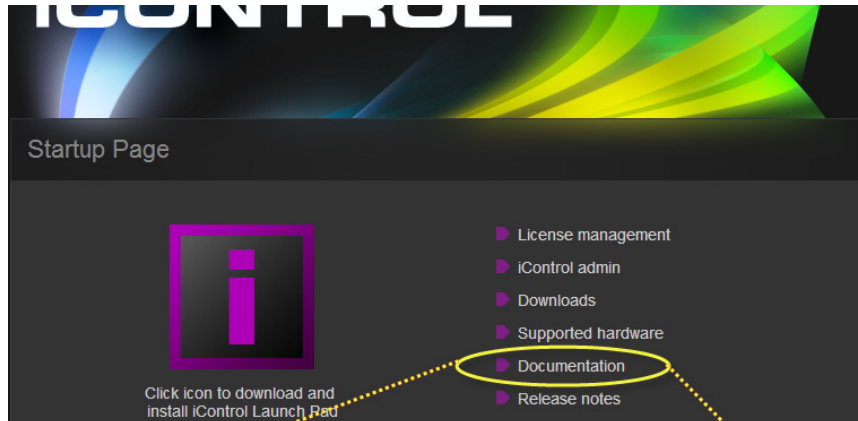 iCONTROL
Startup Page
License management
iControl admin
Downloads
Supported hardware
Documentation
Release notes
Click icon to download and
install iControl Launch Pad